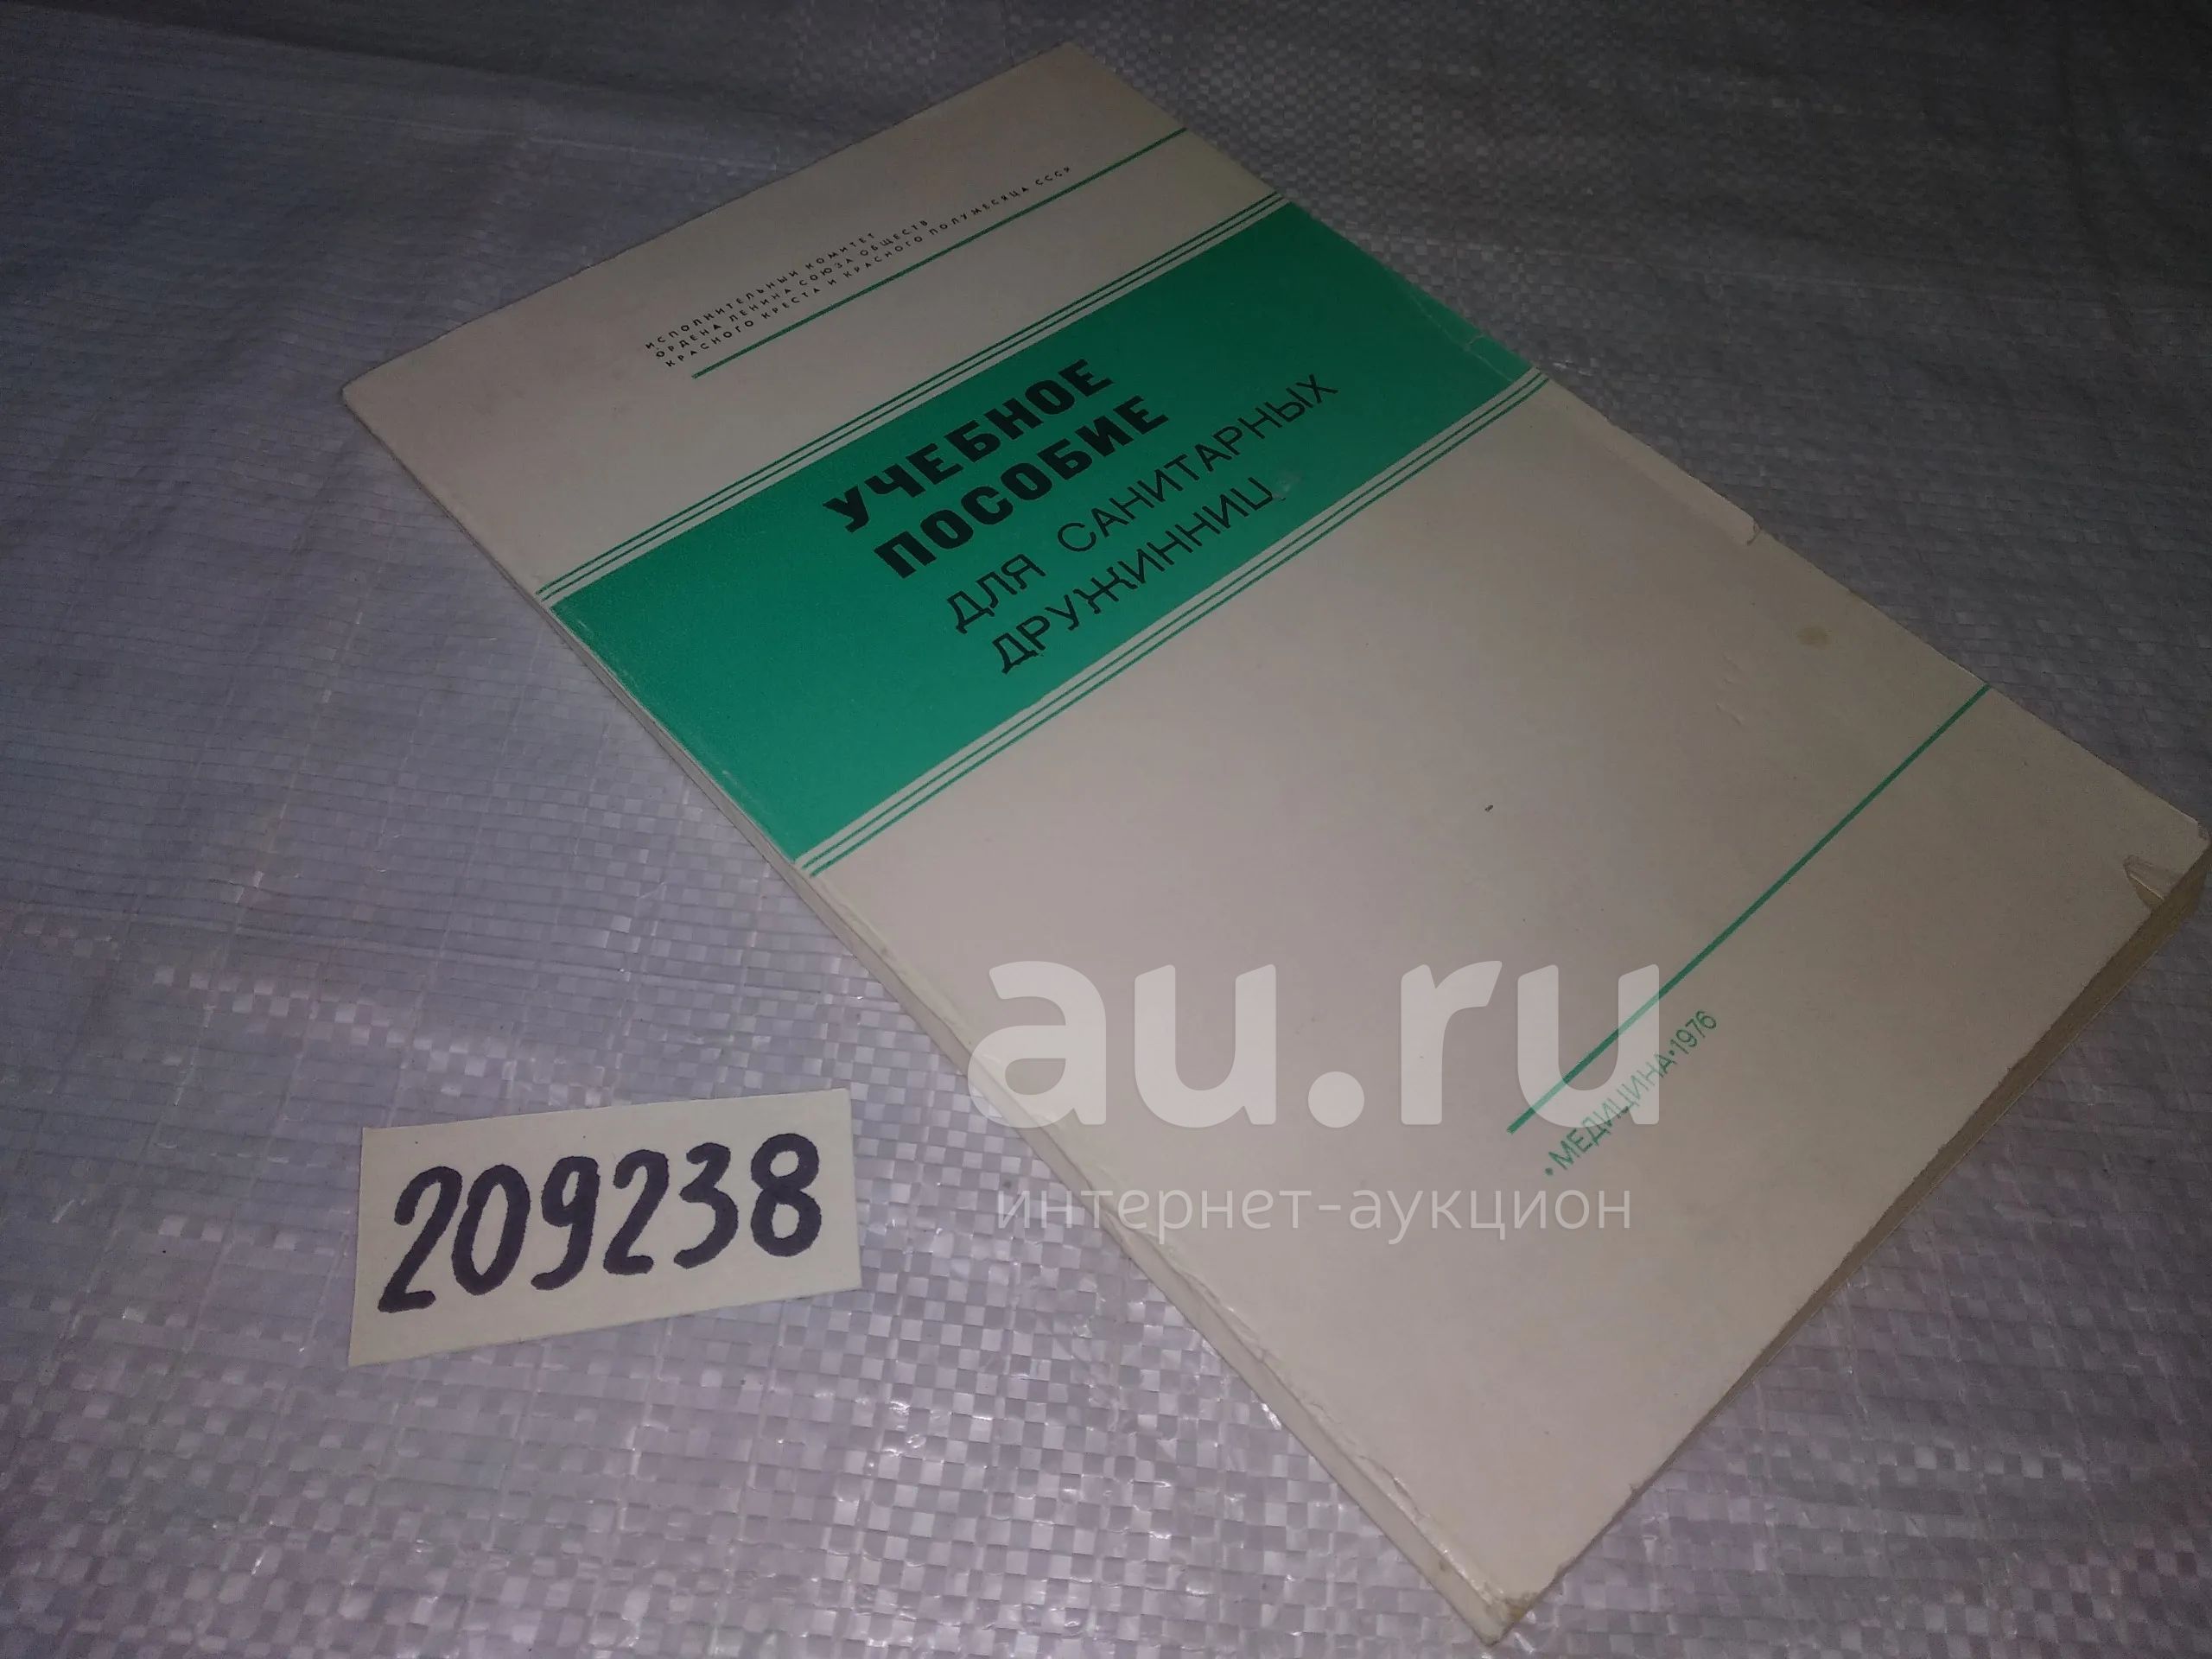 ИСПОЛНИТЕЛЬНЫЙ КОМИТЕТ
ОРДЕНА ЛЕНИНА СОЮЗА ОБЩЕСТВ
КРАСНОГО КРЕСТА И КРАСНОГО ПОЛУМЕСЯЦА СССР
УЧЕБНОЕ
ПОСОБИЕ
ДЛЯ САНИТАРНЫХ
ДРУЖИННИЦ
• МЕДИЦИНА • 1976
au.ru
интернет-аукцион
209238